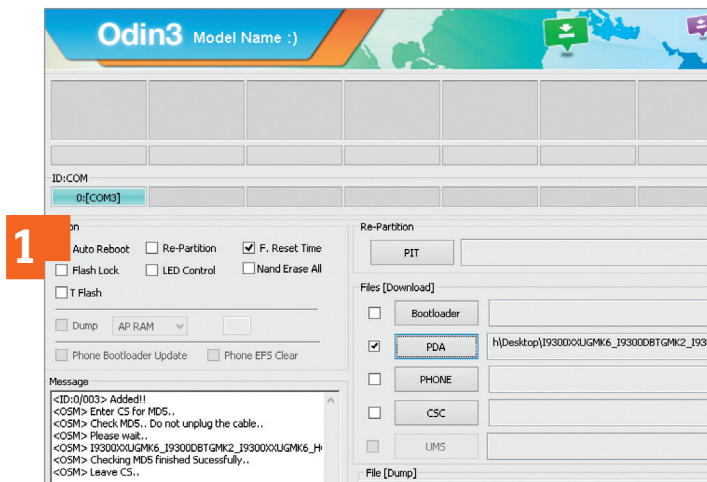 Odin3 Model Name :)
ID:COM
0:[COM3]
1
Auto Reboot Re-Partition F. Reset Time
Flash Lock LED Control Nand Erase All
T Flash
Dump AP RAM
Phone Bootloader Update Phone EFS Clear
Message
<ID:0/003> Added!!
<OSM> Enter CS for MD5..
<OSM> Check MD5.. Do not unplug the cable..
<OSM> Please wait..
<OSM> I9300XXUGMK6_I9300DBTGMK2_I9300XXUGMK6_H
<OSM> Checking MD5 finished Sucessfully..
<OSM> Leave CS..
Re-Partition
PIT
Files [Download]
Bootloader
PDA h\Desktop\I9300XXUGMK6_I9300DBTGMK2_I93
PHONE
CSC
UMS
File [Dump]